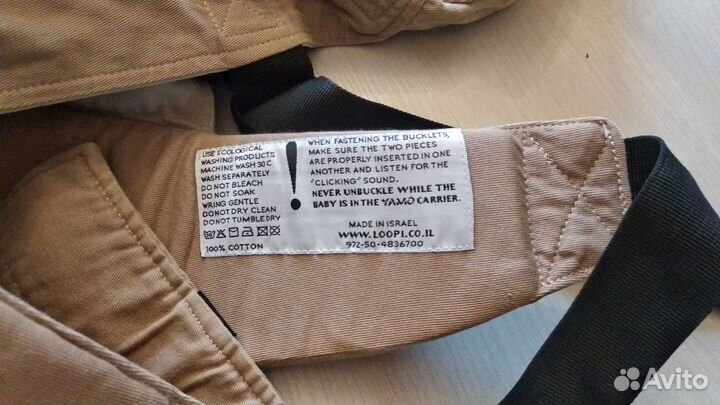 USE ECOLOGICAL
WASHING PRODUCTS
MACHINE WASH 30C
WASH SEPARATELY
DO NOT BLEACH
DO NOT SOAK
WRING GENTLE
DO NOT DRY CLEAN
DO NOT TUMBLE DRY
100% COTTON
!
WHEN FASTENING THE BUCKLETS,
MAKE SURE THE TWO PIECES
ARE PROPERLY INSERTED IN ONE
ANOTHER AND LISTEN FOR THE
"CLICKING" SOUND.
NEVER UNBUCKLE WHILE THE
BABY IS IN THE YAMO CARRIER.
MADE IN ISRAEL
WWW.LOOPI.CO.IL
972-50-4836700
Avito